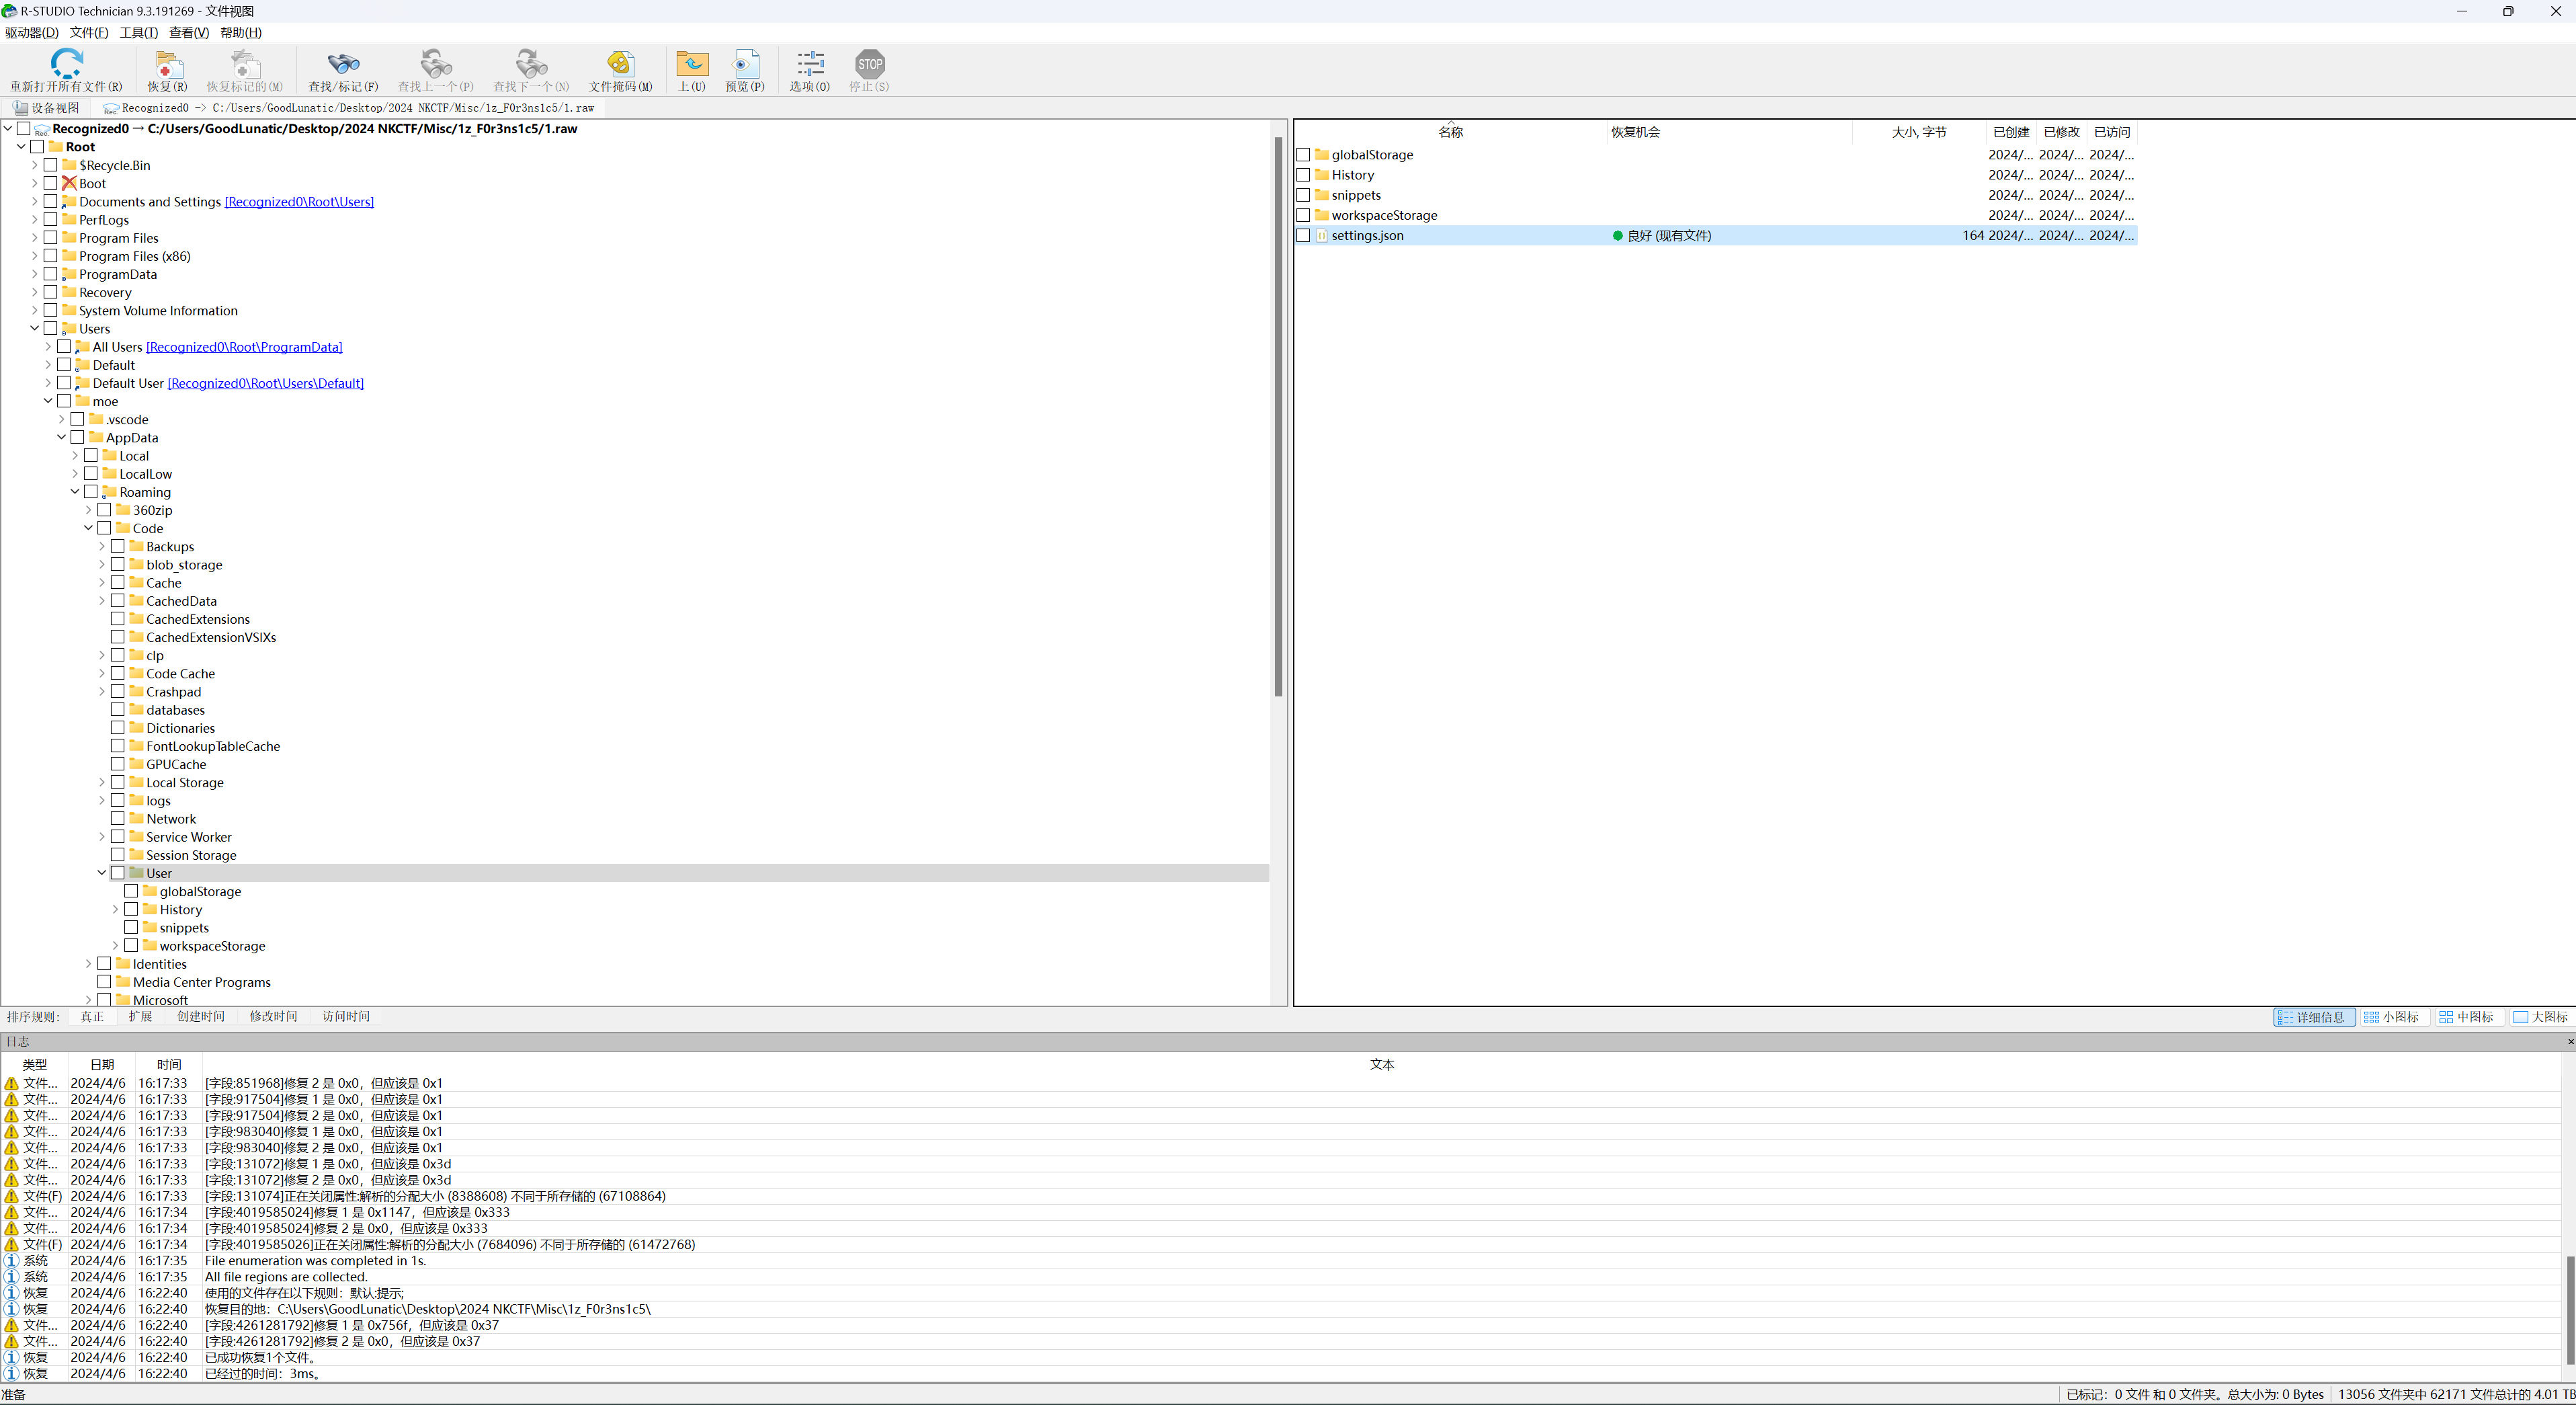 R-STUDIO Technician 9.3.191269 - 文件视图
驱动器(D) 文件(F) 工具(T) 查看(V) 帮助(H)
重新打开所有文件(R) 恢复(R) 恢复标记的(M) 查找/标记(F) 查找上一个(P) 查找下一个(N) 文件掩码(M) 上(U) 预览(P) 选项(O) 停止(S)
设备视图 Recognized0 -> C:/Users/GoodLunatic/Desktop/2024 NKCTF/Misc/1z_F0r3ns1c5/1.raw
Recognized0 → C:/Users/GoodLunatic/Desktop/2024 NKCTF/Misc/1z_F0r3ns1c5/1.raw
Root
$Recycle.Bin
Boot
Documents and Settings [Recognized0\Root\Users]
PerfLogs
Program Files
Program Files (x86)
ProgramData
Recovery
System Volume Information
Users
All Users [Recognized0\Root\ProgramData]
Default
Default User [Recognized0\Root\Users\Default]
moe
.vscode
AppData
Local
LocalLow
Roaming
360zip
Code
Backups
blob_storage
Cache
CachedData
CachedExtensions
CachedExtensionVSIXs
clp
Code Cache
Crashpad
databases
Dictionaries
FontLookupTableCache
GPUCache
Local Storage
logs
Network
Service Worker
Session Storage
User
globalStorage
History
snippets
workspaceStorage
Identities
Media Center Programs
Microsoft
名称 恢复机会 大小, 字节 已创建 已修改 已访问
globalStorage 2024/... 2024/... 2024/...
History 2024/... 2024/... 2024/...
snippets 2024/... 2024/... 2024/...
workspaceStorage 2024/... 2024/... 2024/...
settings.json 良好 (现有文件) 164 2024/... 2024/... 2024/...
排序规则: 真正 扩展 创建时间 修改时间 访问时间 详细信息 小图标 中图标 大图标
日志
类型 日期 时间 文本
文件... 2024/4/6 16:17:33 [字段:851968]修复 2 是 0x0，但应该是 0x1
文件... 2024/4/6 16:17:33 [字段:917504]修复 1 是 0x0，但应该是 0x1
文件... 2024/4/6 16:17:33 [字段:917504]修复 2 是 0x0，但应该是 0x1
文件... 2024/4/6 16:17:33 [字段:983040]修复 1 是 0x0，但应该是 0x1
文件... 2024/4/6 16:17:33 [字段:983040]修复 2 是 0x0，但应该是 0x1
文件... 2024/4/6 16:17:33 [字段:131072]修复 1 是 0x0，但应该是 0x3d
文件... 2024/4/6 16:17:33 [字段:131072]修复 2 是 0x0，但应该是 0x3d
文件(F) 2024/4/6 16:17:33 [字段:131074]正在关闭属性:解析的分配大小 (8388608) 不同于所存储的 (67108864)
文件... 2024/4/6 16:17:34 [字段:4019585024]修复 1 是 0x1147，但应该是 0x333
文件... 2024/4/6 16:17:34 [字段:4019585024]修复 2 是 0x0，但应该是 0x333
文件(F) 2024/4/6 16:17:34 [字段:4019585026]正在关闭属性:解析的分配大小 (7684096) 不同于所存储的 (61472768)
系统 2024/4/6 16:17:35 File enumeration was completed in 1s.
系统 2024/4/6 16:17:35 All file regions are collected.
恢复 2024/4/6 16:22:40 使用的文件存在以下规则：默认:提示;
恢复 2024/4/6 16:22:40 恢复目的地：C:\Users\GoodLunatic\Desktop\2024 NKCTF\Misc\1z_F0r3ns1c5\
文件... 2024/4/6 16:22:40 [字段:4261281792]修复 1 是 0x756f，但应该是 0x37
文件... 2024/4/6 16:22:40 [字段:4261281792]修复 2 是 0x0，但应该是 0x37
恢复 2024/4/6 16:22:40 已成功恢复1个文件。
恢复 2024/4/6 16:22:40 已经过的时间：3ms。
准备 已标记：0 文件 和 0 文件夹。总大小为: 0 Bytes 13056 文件夹中 62171 文件总计的 4.01 TB